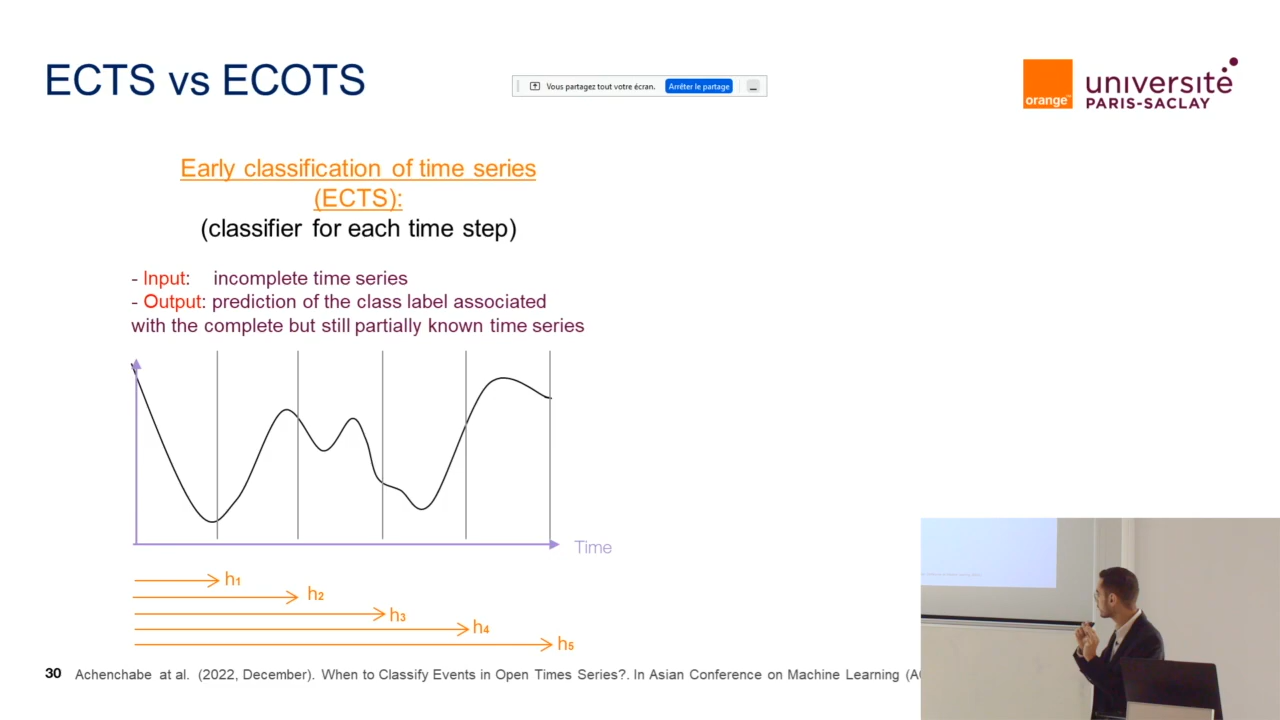 ECTS vs ECOTS
Vous partagez tout votre écran. Arrêter le partage
orange™
université
PARIS-SACLAY
Early classification of time series
(ECTS):
(classifier for each time step)
- Input: incomplete time series
- Output: prediction of the class label associated
with the complete but still partially known time series
Time
h₁
h₂
h₃
h₄
h₅
30 Achenchabe at al. (2022, December). When to Classify Events in Open Times Series?. In Asian Conference on Machine Learning